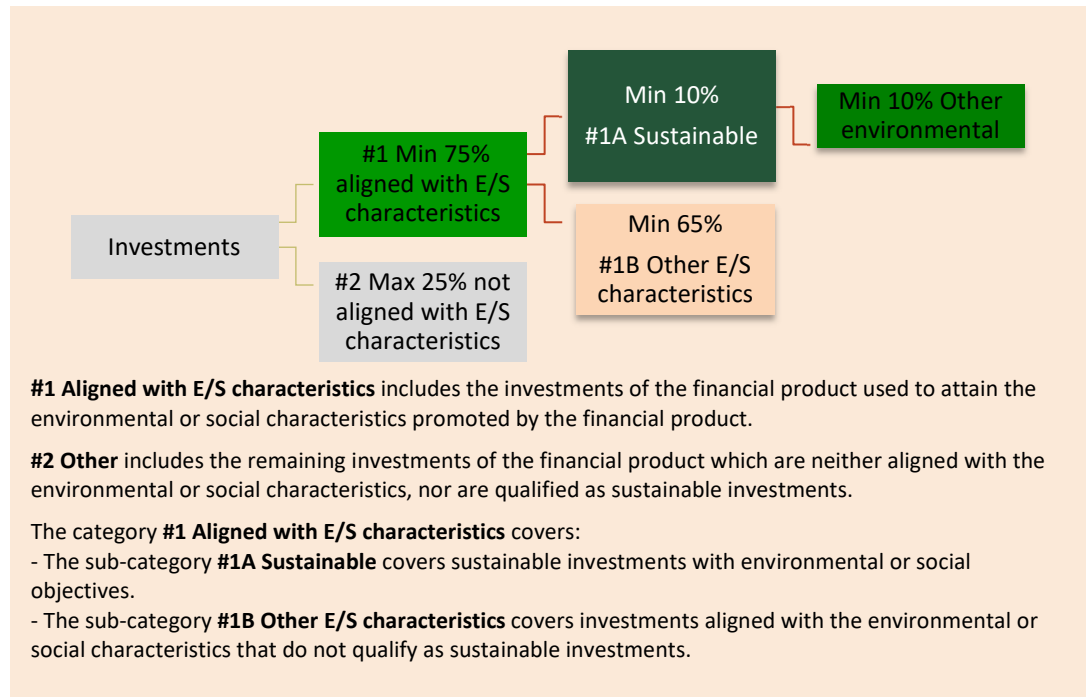 Min 10%
#1A Sustainable
Min 10% Other
environmental
#1 Min 75%
aligned with E/S
characteristics
Min 65%
#1B Other E/S
characteristics
Investments
#2 Max 25% not
aligned with E/S
characteristics
#1 Aligned with E/S characteristics includes the investments of the financial product used to attain the
environmental or social characteristics promoted by the financial product.
#2 Other includes the remaining investments of the financial product which are neither aligned with the
environmental or social characteristics, nor are qualified as sustainable investments.
The category #1 Aligned with E/S characteristics covers:
- The sub-category #1A Sustainable covers sustainable investments with environmental or social
objectives.
- The sub-category #1B Other E/S characteristics covers investments aligned with the environmental or
social characteristics that do not qualify as sustainable investments.